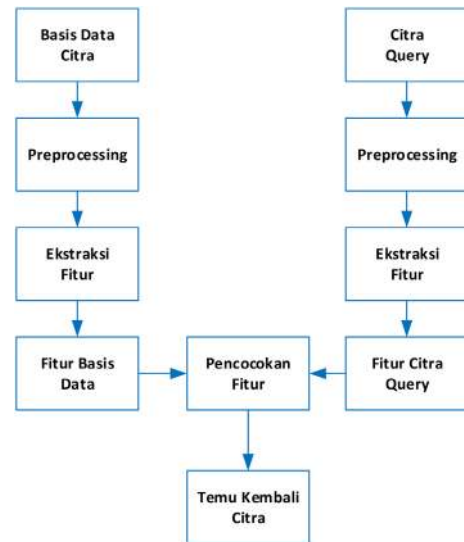 Basis Data
Citra
Citra
Query
Preprocessing
Preprocessing
Ekstraksi
Fitur
Ekstraksi
Fitur
Fitur Basis
Data
Pencocokan
Fitur
Fitur Citra
Query
Temu Kembali
Citra